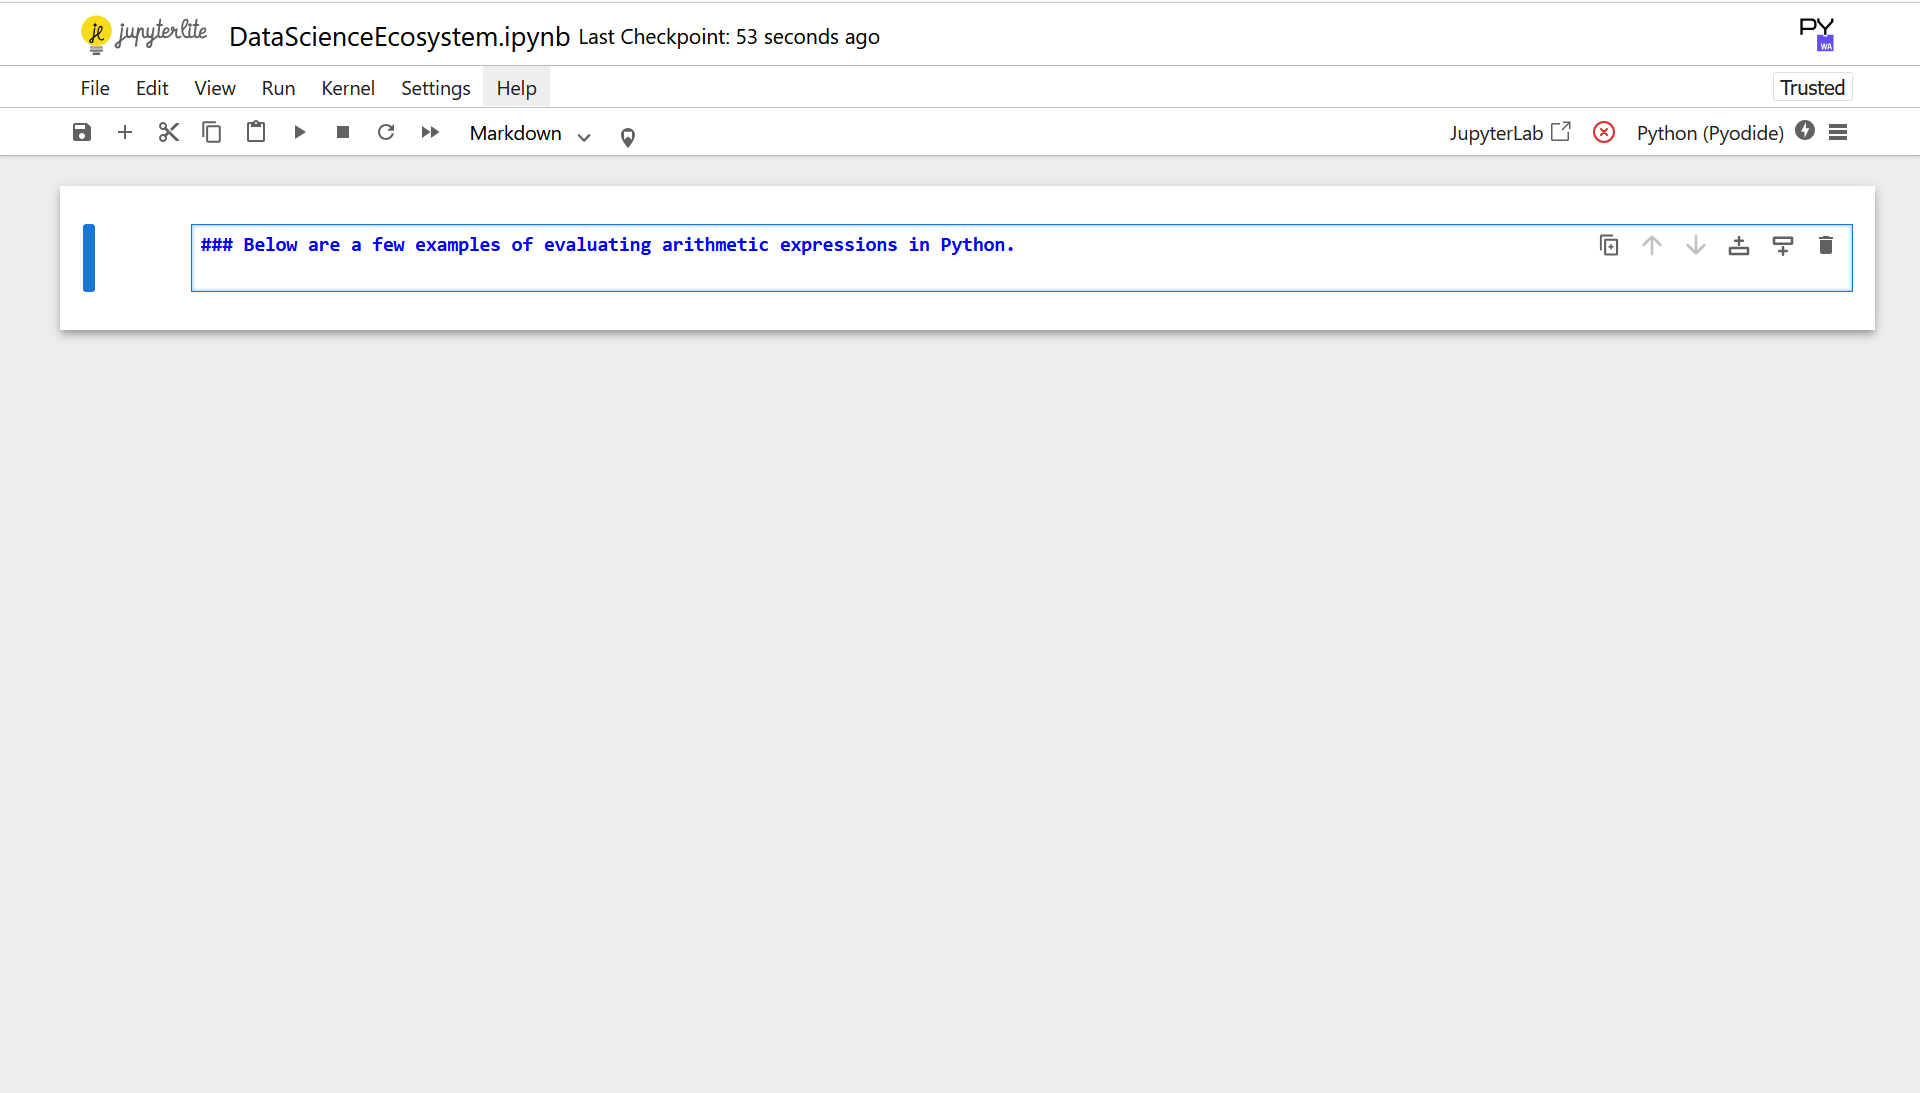 jupyterlite DataScienceEcosystem.ipynb Last Checkpoint: 53 seconds ago
PY
WA
File Edit View Run Kernel Settings Help Trusted
Markdown JupyterLab Python (Pyodide)
### Below are a few examples of evaluating arithmetic expressions in Python.